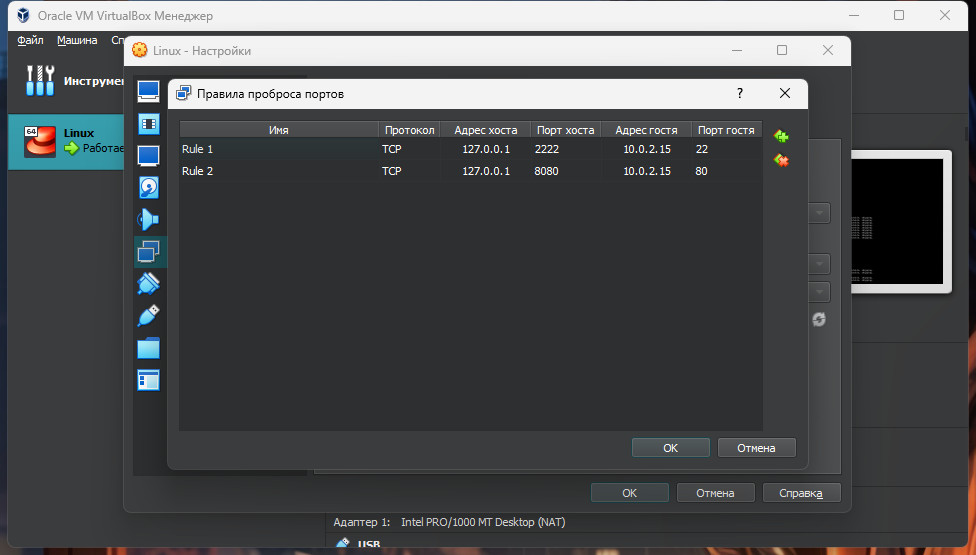 Oracle VM VirtualBox Менеджер
Файл Машина Сп
Linux - Настройки
Инструмен
Правила проброса портов
?
64
Linux
Работае
Имя Протокол Адрес хоста Порт хоста Адрес гостя Порт гостя
Rule 1 TCP 127.0.0.1 2222 10.0.2.15 22
Rule 2 TCP 127.0.0.1 8080 10.0.2.15 80
OK Отмена
OK Отмена Справка
Адаптер 1: Intel PRO/1000 MT Desktop (NAT)
USB